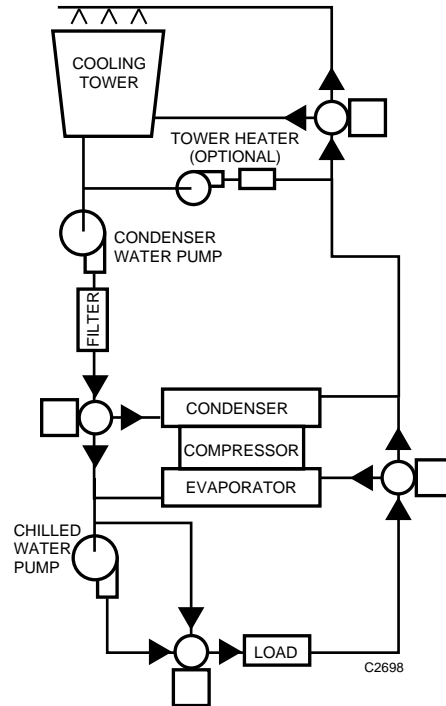 COOLING
TOWER
TOWER HEATER
(OPTIONAL)
CONDENSER
WATER PUMP
FILTER
CONDENSER
COMPRESSOR
EVAPORATOR
CHILLED
WATER
PUMP
LOAD
C2698